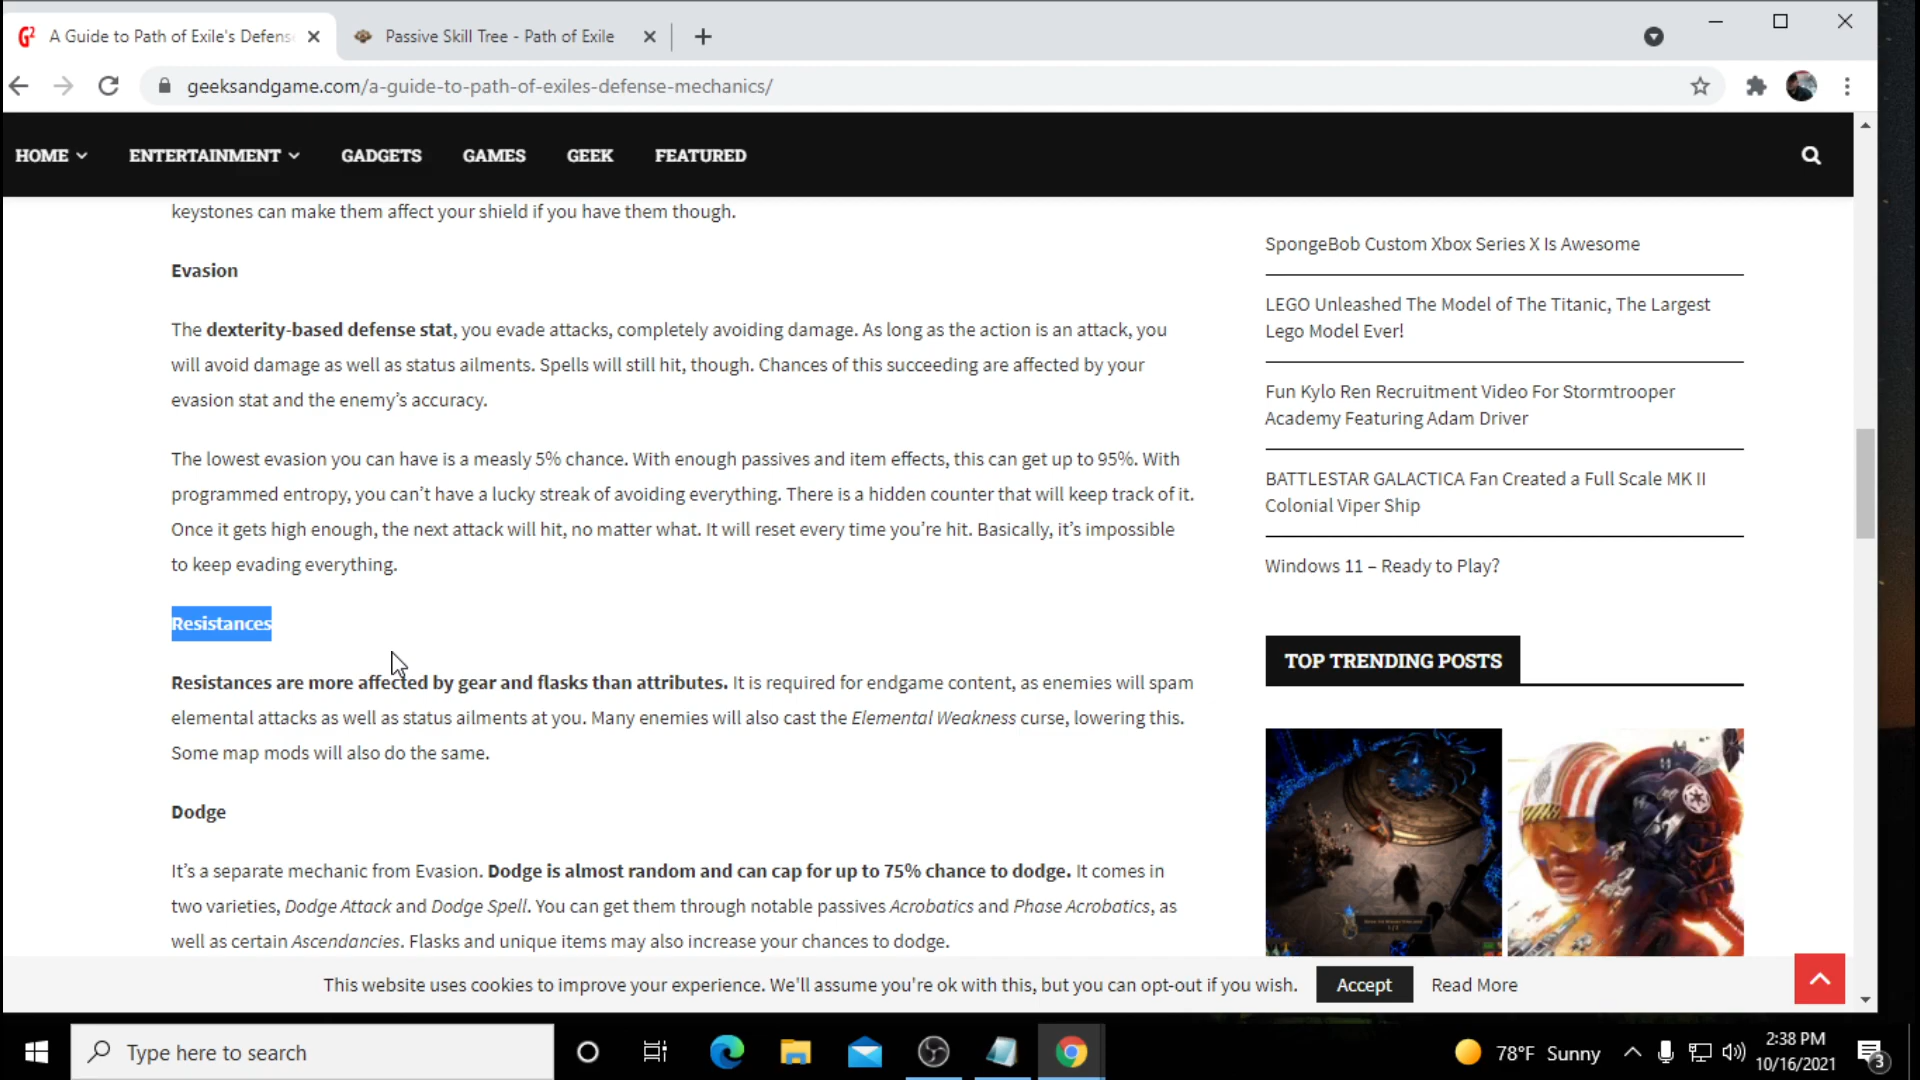 A Guide to Path of Exile's Defens
Passive Skill Tree - Path of Exile
geeksandgame.com/a-guide-to-path-of-exiles-defense-mechanics/
HOME
ENTERTAINMENT
GADGETS
GAMES
GEEK
FEATURED
keystones can make them affect your shield if you have them though.
Evasion
The dexterity-based defense stat, you evade attacks, completely avoiding damage. As long as the action is an attack, you
will avoid damage as well as status ailments. Spells will still hit, though. Chances of this succeeding are affected by your
evasion stat and the enemy’s accuracy.
The lowest evasion you can have is a measly 5% chance. With enough passives and item effects, this can get up to 95%. With
programmed entropy, you can’t have a lucky streak of avoiding everything. There is a hidden counter that will keep track of it.
Once it gets high enough, the next attack will hit, no matter what. It will reset every time you’re hit. Basically, it’s impossible
to keep evading everything.
Resistances
Resistances are more affected by gear and flasks than attributes. It is required for endgame content, as enemies will spam
elemental attacks as well as status ailments at you. Many enemies will also cast the Elemental Weakness curse, lowering this.
Some map mods will also do the same.
Dodge
It’s a separate mechanic from Evasion. Dodge is almost random and can cap for up to 75% chance to dodge. It comes in
two varieties, Dodge Attack and Dodge Spell. You can get them through notable passives Acrobatics and Phase Acrobatics, as
well as certain Ascendancies. Flasks and unique items may also increase your chances to dodge.
SpongeBob Custom Xbox Series X Is Awesome
LEGO Unleashed The Model of The Titanic, The Largest
Lego Model Ever!
Fun Kylo Ren Recruitment Video For Stormtrooper
Academy Featuring Adam Driver
BATTLESTAR GALACTICA Fan Created a Full Scale MK II
Colonial Viper Ship
Windows 11 – Ready to Play?
TOP TRENDING POSTS
This website uses cookies to improve your experience. We'll assume you're ok with this, but you can opt-out if you wish.
Accept
Read More
Type here to search
78°F Sunny
2:38 PM
10/16/2021
3